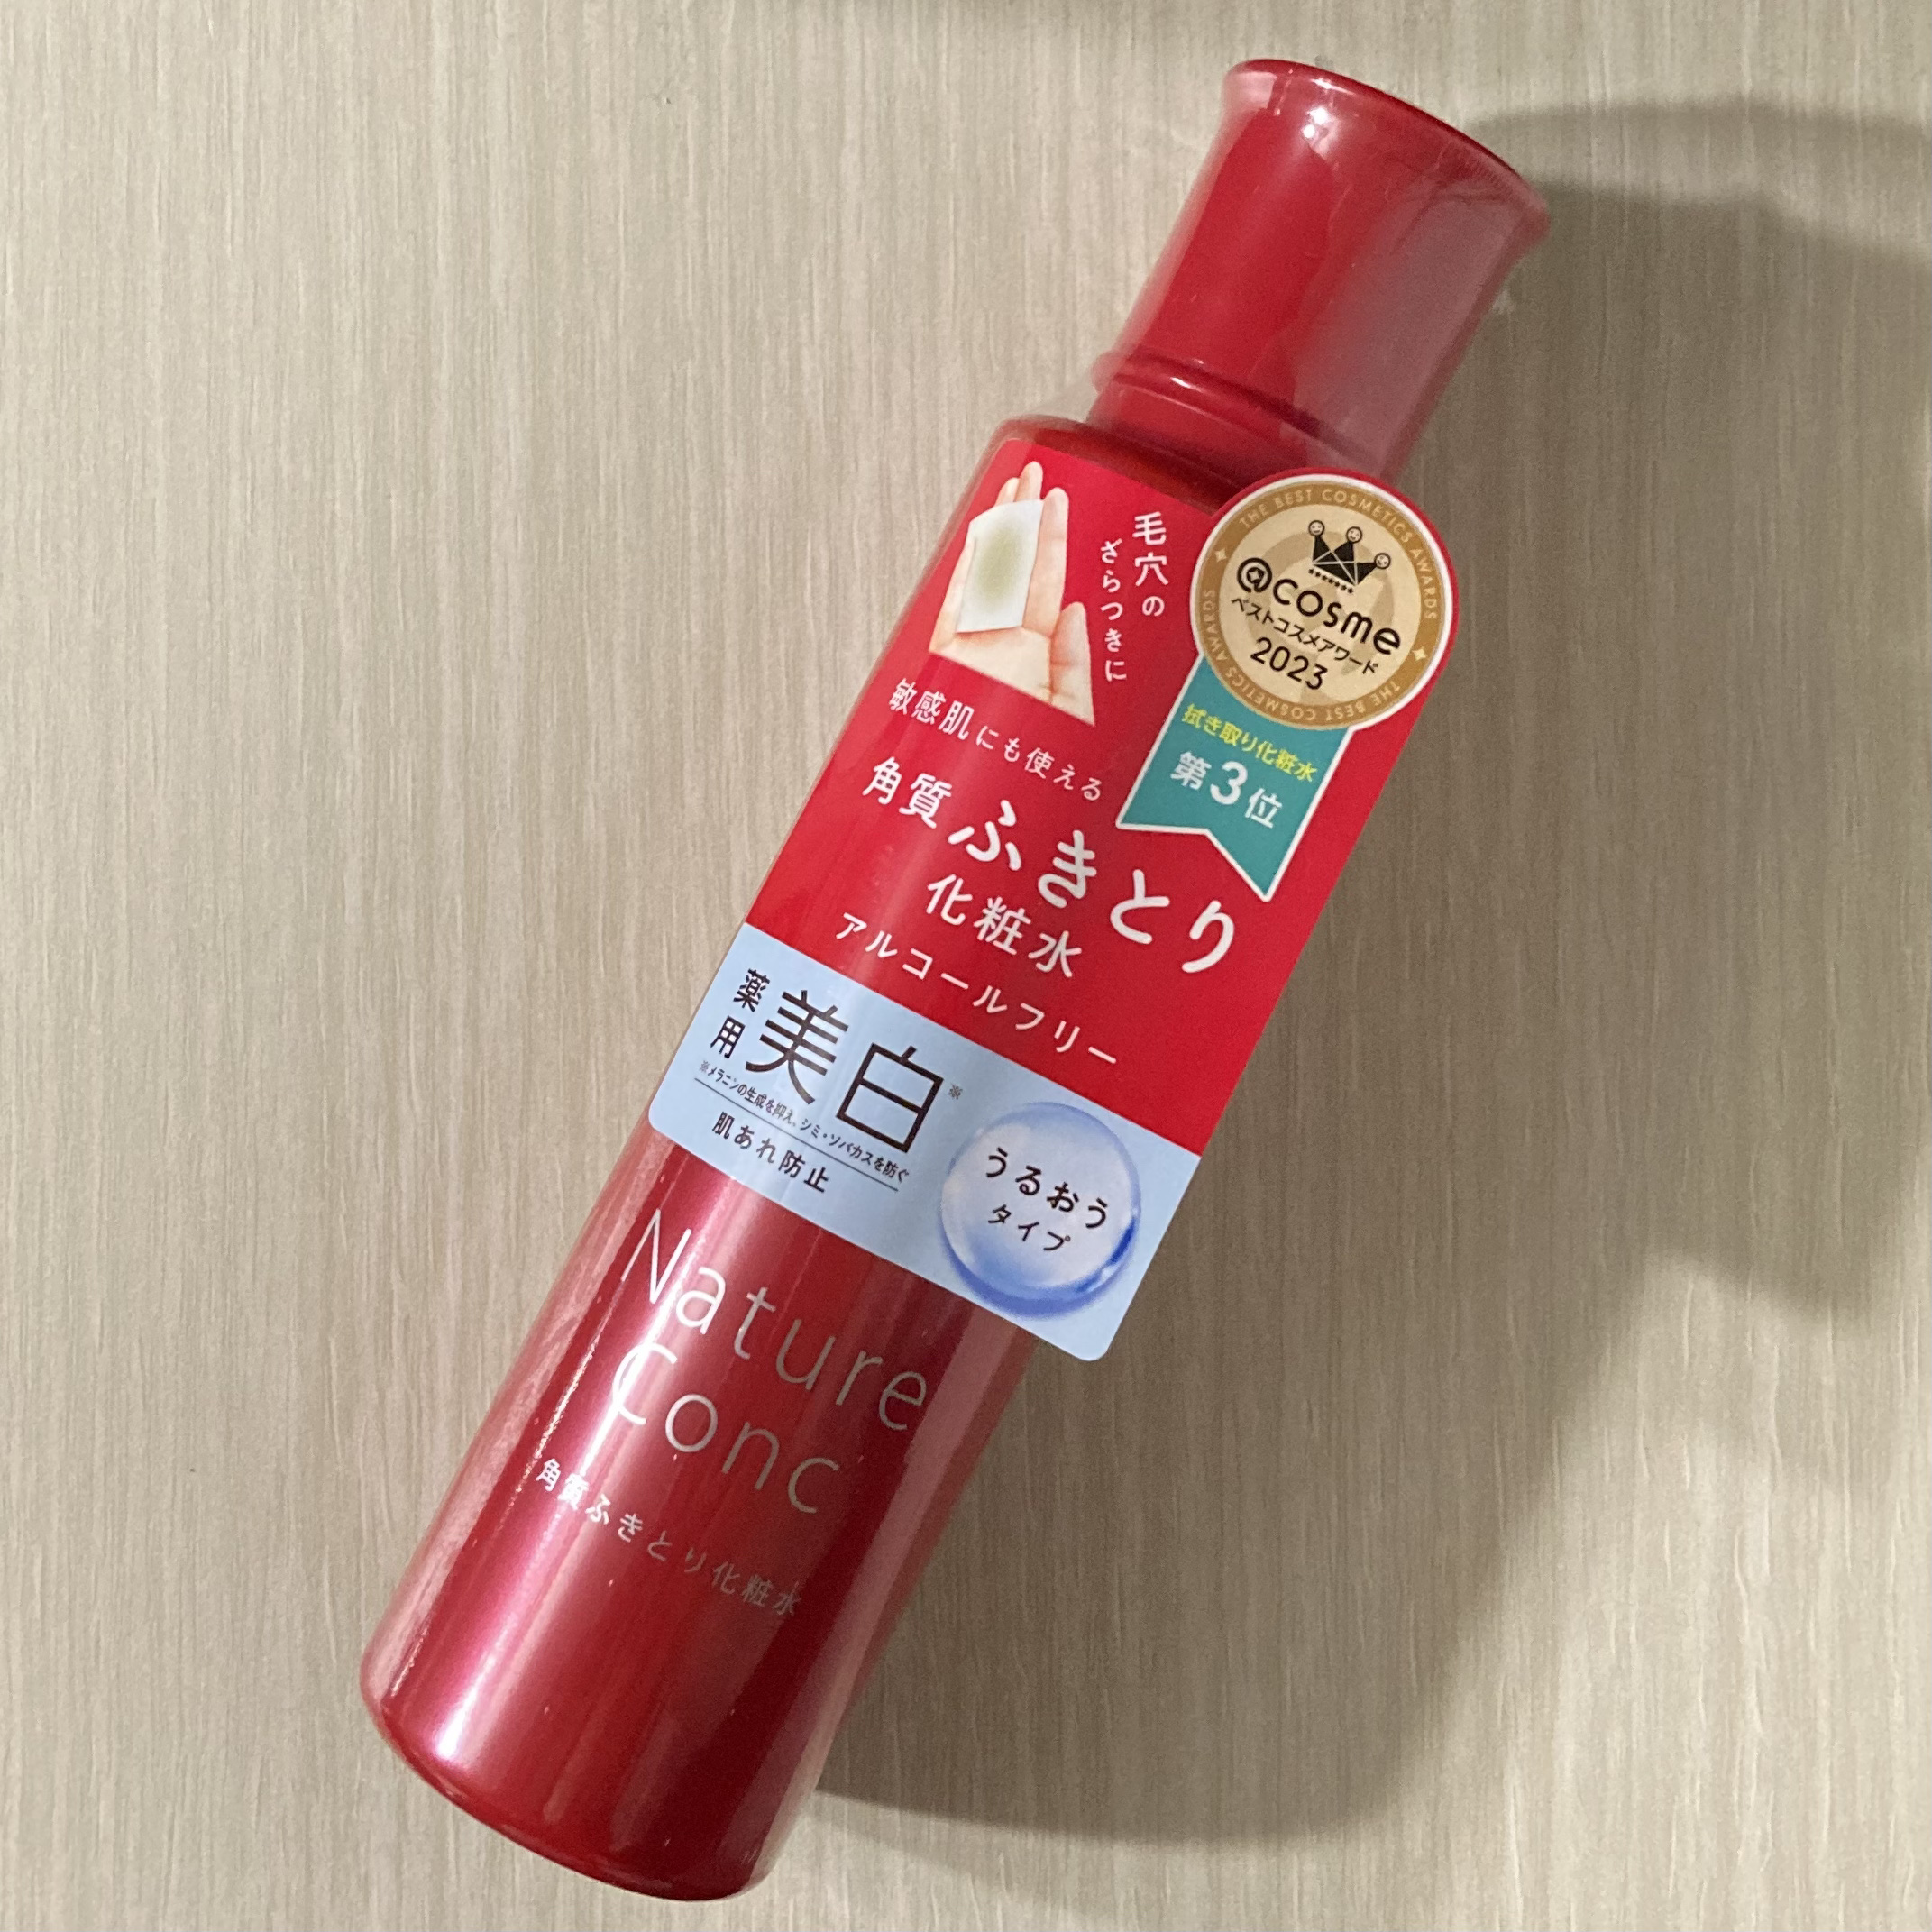 毛穴の
ざらつきに
THE BEST COSMETICS AWARDS
@cosme
ベストコスメアワード
2023
THE BEST COSMETICS AWARDS
拭き取り化粧水
第3位
敏感肌にも使える
角質ふきとり
化粧水
アルコールフリー
薬用美白※
※メラニンの生成を抑え、シミ・ソバカスを防ぐ
肌あれ防止
うるおう
タイプ
Nature
Conc
角質ふきとり化粧水